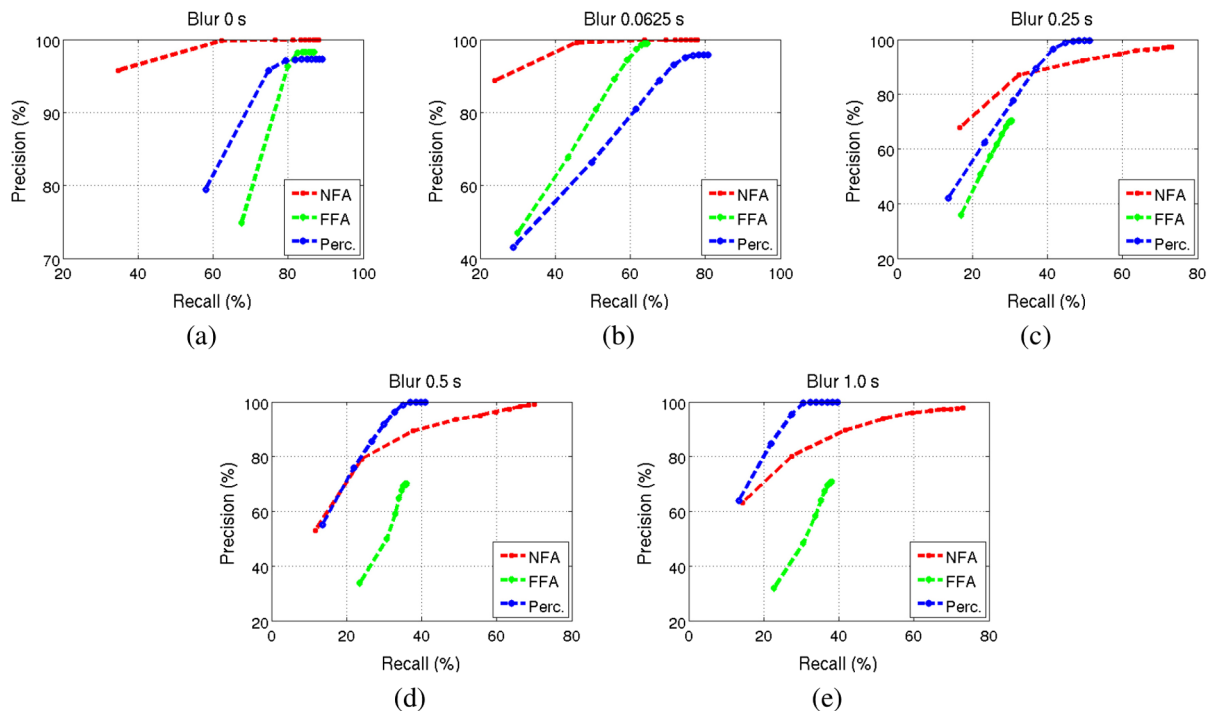 Blur 0 s
100
90
80
70
Precision (%)
20 40 60 80 100
Recall (%)
NFA
FFA
Perc.
(a)
Blur 0.0625 s
100
80
60
40
Precision (%)
20 40 60 80 100
Recall (%)
NFA
FFA
Perc.
(b)
Blur 0.25 s
100
80
60
40
20
Precision (%)
0 20 40 60 80
Recall (%)
NFA
FFA
Perc.
(c)
Blur 0.5 s
100
80
60
40
20
Precision (%)
0 20 40 60 80
Recall (%)
NFA
FFA
Perc.
(d)
Blur 1.0 s
100
80
60
40
20
Precision (%)
0 20 40 60 80
Recall (%)
NFA
FFA
Perc.
(e)